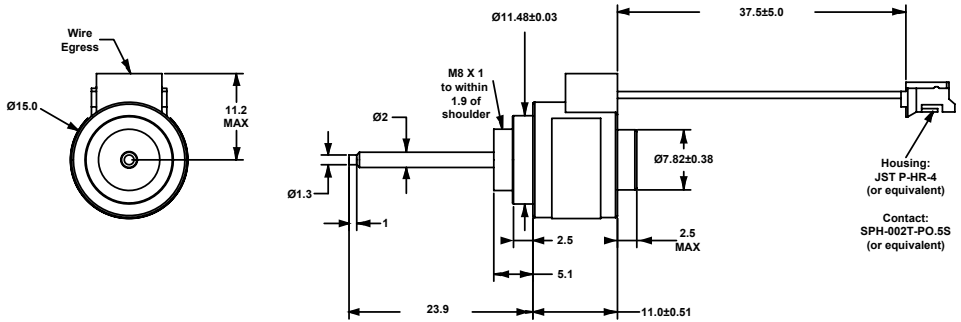 Wire
Egress
Ø15.0
11.2
MAX
Ø11.48±0.03
37.5±5.0
M8 X 1
to within
1.9 of
shoulder
Ø2
Ø1.3
1
Ø7.82±0.38
2.5
5.1
2.5
MAX
23.9
11.0±0.51
Housing:
JST P-HR-4
(or equivalent)
Contact:
SPH-002T-PO.5S
(or equivalent)